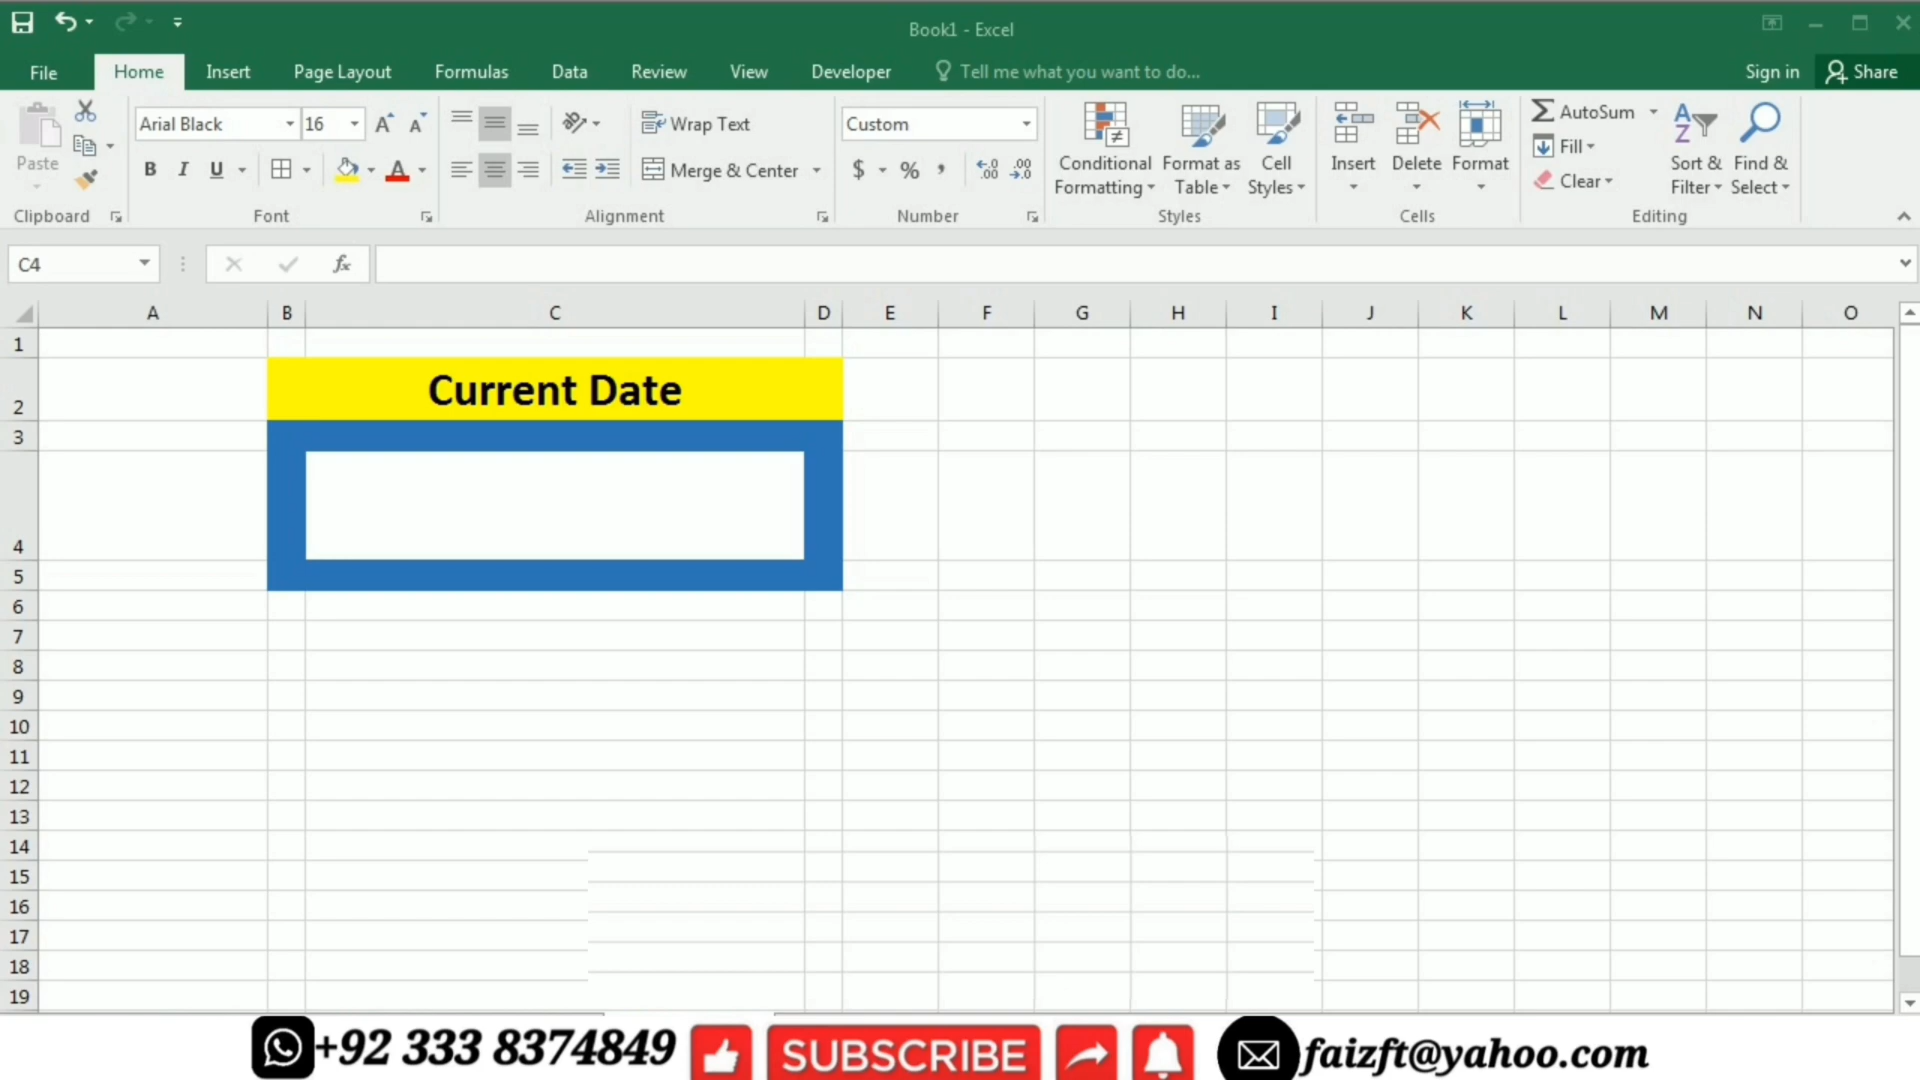 Book1 - Excel
File Home Insert Page Layout Formulas Data Review View Developer Tell me what you want to do... Sign in Share
Paste
Clipboard
Arial Black 16
B I U
Font
Wrap Text
Merge & Center
Alignment
Custom
$ % ,
Number
Conditional Formatting
Format as Table
Cell Styles
Styles
Insert Delete Format
Cells
AutoSum
Fill
Clear
Sort & Filter
Find & Select
Editing
C4 fx
A B C D E F G H I J K L M N O
1
2 Current Date
3
4
5
6
7
8
9
10
11
12
13
14
15
16
17
18
19
+92 333 8374849 SUBSCRIBE faizft@yahoo.com